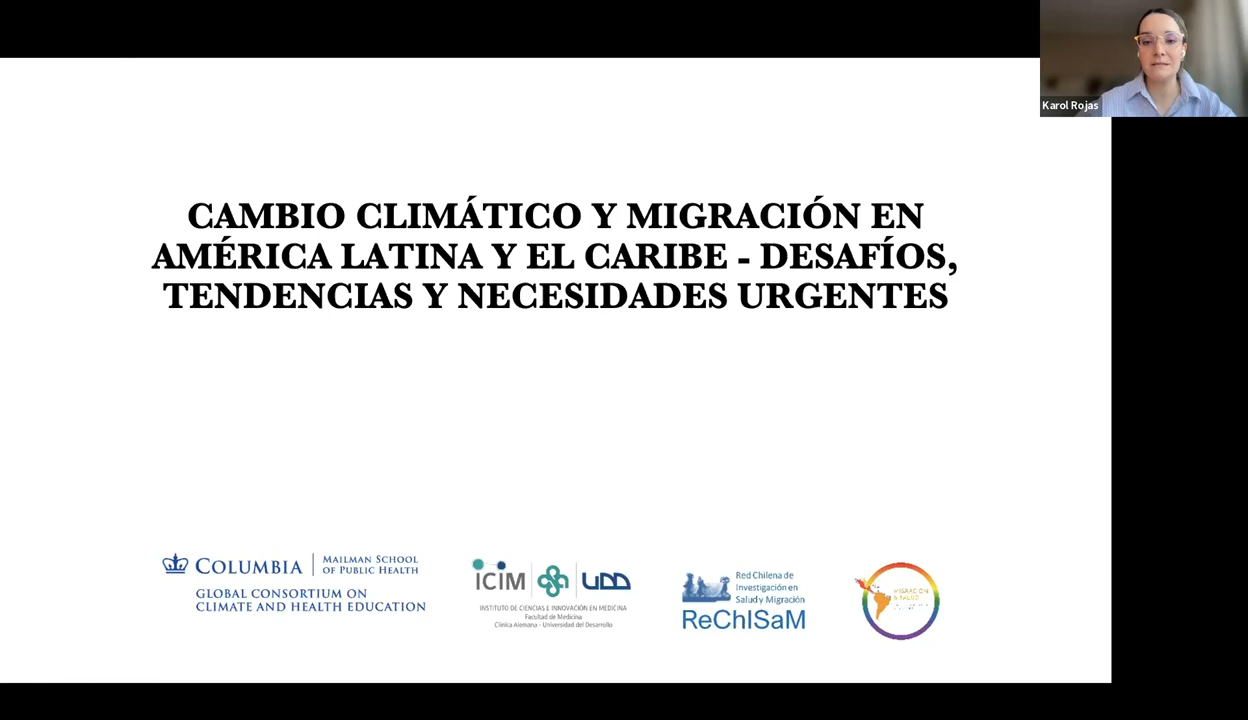 Karol Rojas
CAMBIO CLIMÁTICO Y MIGRACIÓN EN
AMÉRICA LATINA Y EL CARIBE - DESAFÍOS,
TENDENCIAS Y NECESIDADES URGENTES
COLUMBIA
MAILMAN SCHOOL
OF PUBLIC HEALTH
GLOBAL CONSORTIUM ON
CLIMATE AND HEALTH EDUCATION
ICIM
UDD
INSTITUTO DE CIENCIAS E INNOVACIÓN EN MEDICINA
Facultad de Medicina
Clínica Alemana - Universidad del Desarrollo
Red Chilena de
Investigación en
Salud y Migración
ReChISaM
MIGRACIÓN
& SALUD